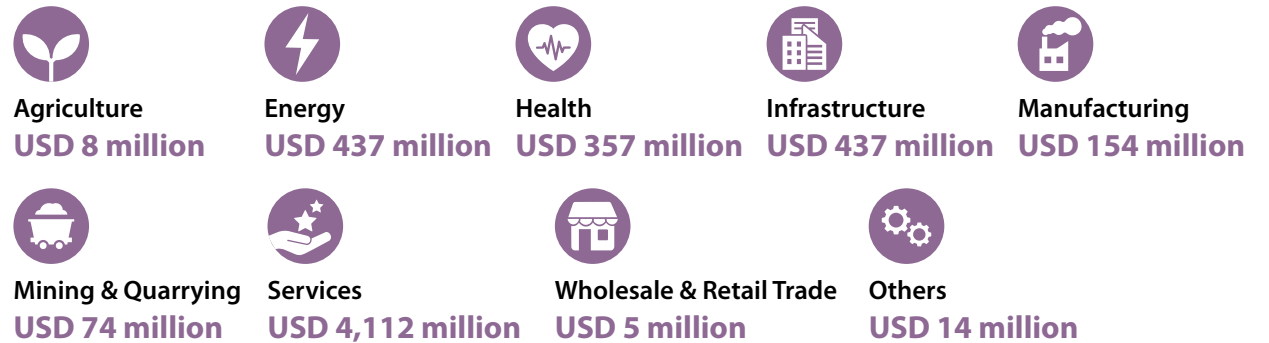 Agriculture
USD 8 million
Energy
USD 437 million
Health
USD 357 million
Infrastructure
USD 437 million
Manufacturing
USD 154 million
Mining & Quarrying
USD 74 million
Services
USD 4,112 million
Wholesale & Retail Trade
USD 5 million
Others
USD 14 million